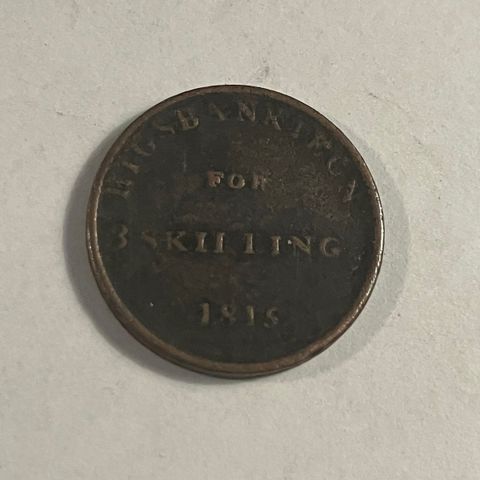 RIGSBANKTEGN
FOR
3 SKILLING
1815